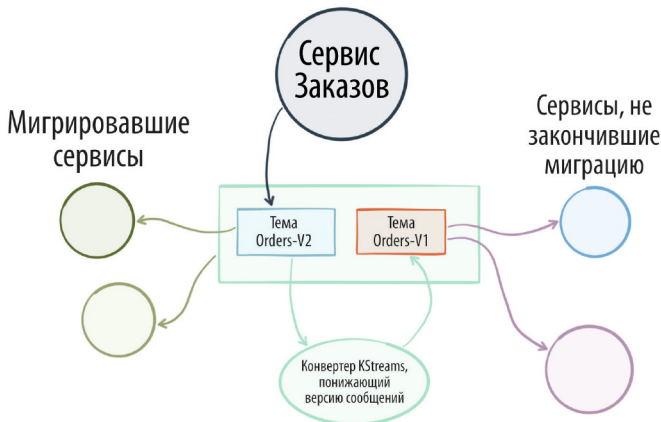 Сервис
Заказов
Мигрировавшие
сервисы
Сервисы, не
закончившие
миграцию
Тема
Orders-V2
Тема
Orders-V1
Конвертер KStreams,
понижающий
версию сообщений